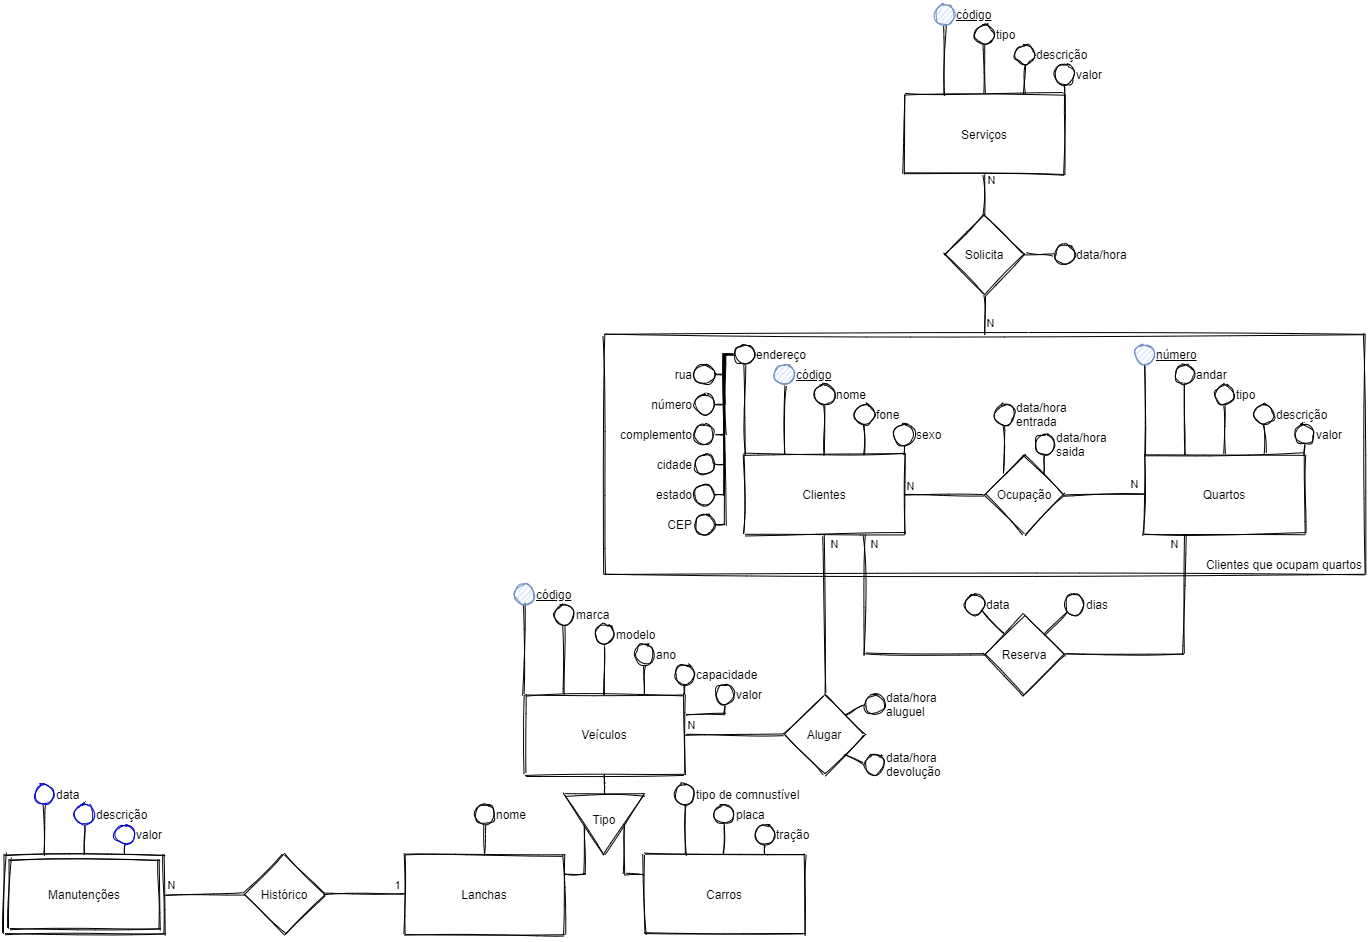 código
tipo
descrição
valor
Serviços
N
Solicita
data/hora
N
endereço
rua
número
complemento
cidade
estado
CEP
código
nome
fone
sexo
Clientes
N
data/hora
entrada
data/hora
saida
Ocupação
N
número
andar
tipo
descrição
valor
Quartos
N
N
N
Clientes que ocupam quartos
data
dias
Reserva
código
marca
modelo
ano
capacidade
valor
Veículos
N
Alugar
data/hora
aluguel
data/hora
devolução
Tipo
data
descrição
valor
Manutenções
N
Histórico
1
nome
Lanchas
tipo de comnustível
placa
tração
Carros